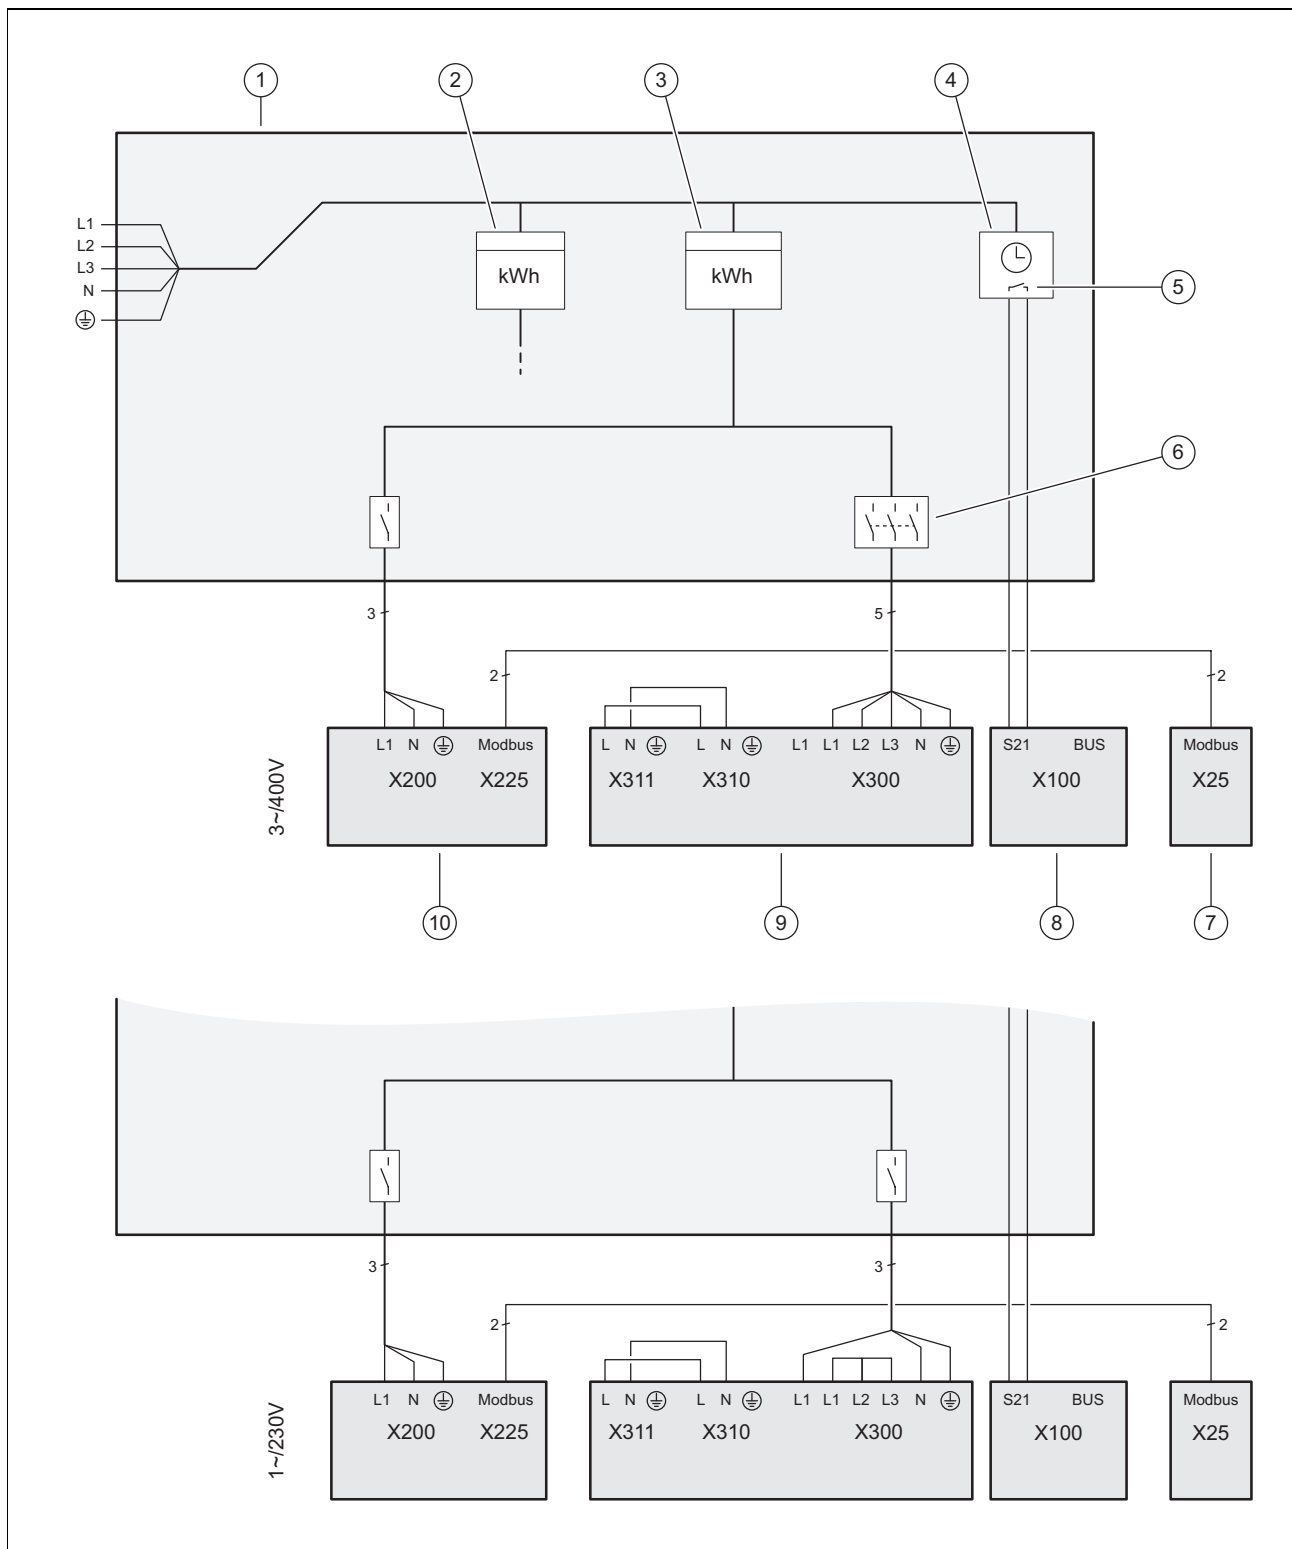 1 2 3 4
L1
L2
L3
N
kWh kWh
5
6
3 5
2 2
L1 N Modbus L N L N L1 L1 L2 L3 N S21 BUS Modbus
X200 X225 X311 X310 X300 X100 X25
3~/400V
10 9 8 7
3 3
2 2
L1 N Modbus L N L N L1 L1 L2 L3 N S21 BUS Modbus
X200 X225 X311 X310 X300 X100 X25
1~/230V